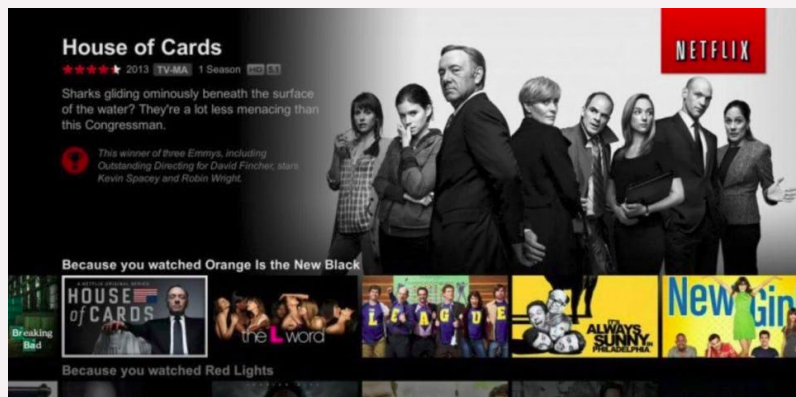 House of Cards
NETFLIX
2013 TV-MA 1 Season HD 5.1
Sharks gliding ominously beneath the surface
of the water? They're a lot less menacing than
this Congressman.
This winner of three Emmys, including
Outstanding Directing for David Fincher, stars
Kevin Spacey and Robin Wright.
Because you watched Orange Is the New Black
Breaking
Bad
A NETFLIX ORIGINAL SERIES
HOUSE
of CARDS
the L word
LEAGUE
IT'S
ALWAYS
SUNNY IN
PHILADELPHIA
New Girl
Because you watched Red Lights